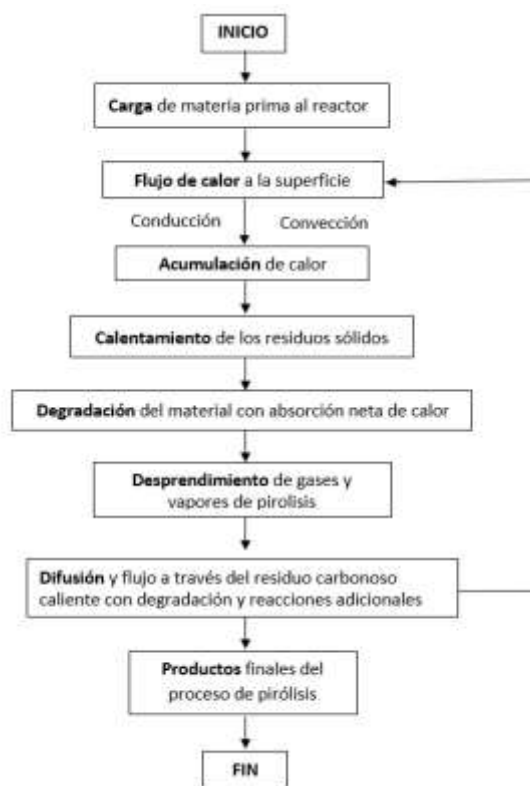 INICIO
Carga de materia prima al reactor
Flujo de calor a la superficie
Conducción
Convección
Acumulación de calor
Calentamiento de los residuos sólidos
Degradación del material con absorción neta de calor
Desprendimiento de gases y
vapores de pirolisis
Difusión y flujo a través del residuo carbonoso
caliente con degradación y reacciones adicionales
Productos finales del
proceso de pirólisis
FIN